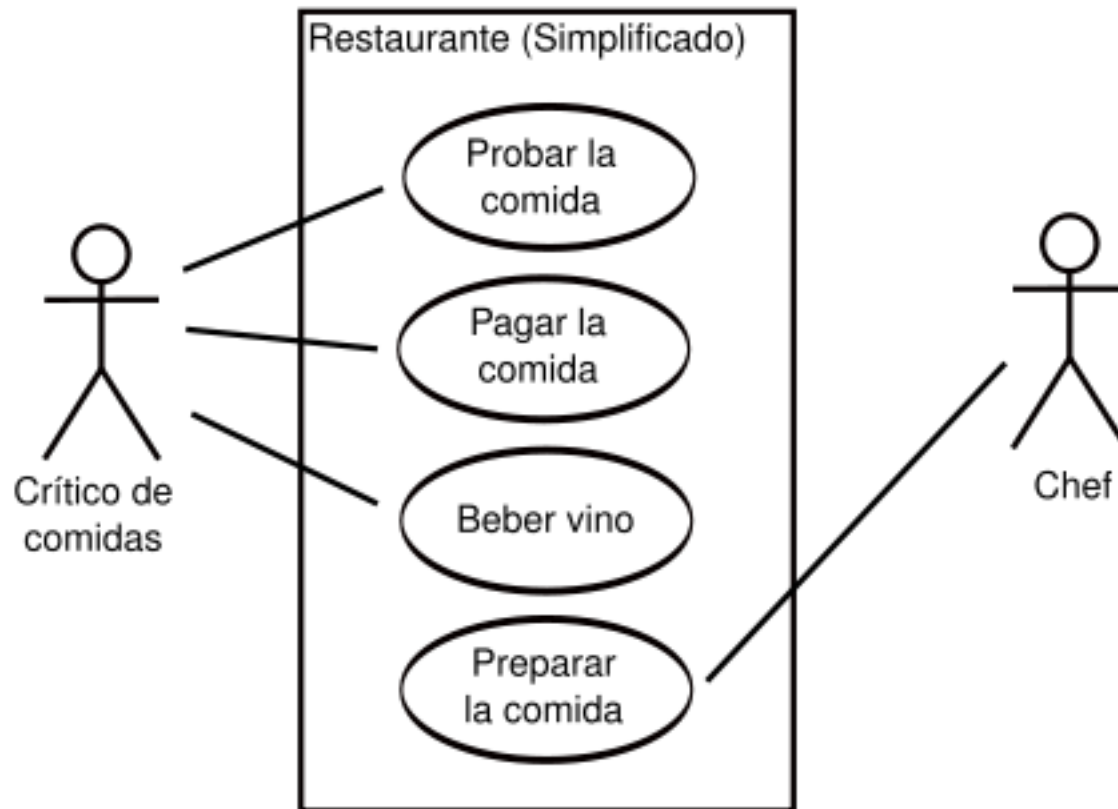 Restaurante (Simplificado)
Probar la
comida
Pagar la
comida
Beber vino
Preparar
la comida
Crítico de
comidas
Chef